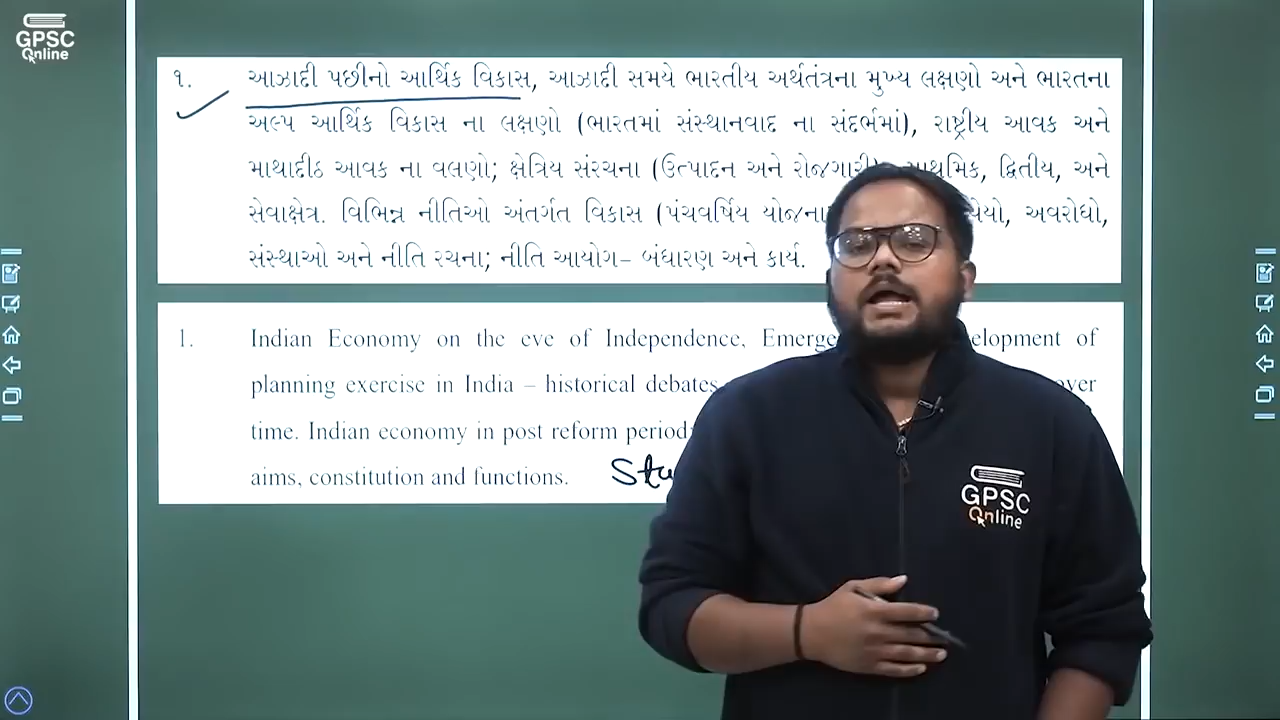 GPSC
Online
૧. આઝાદી પછીનો આર્થિક વિકાસ, આઝાદી સમયે ભારતીય અર્થતંત્રના મુખ્ય લક્ષણો અને ભારતના
અલ્પ આર્થિક વિકાસ ના લક્ષણો (ભારતમાં સંસ્થાનવાદ ના સંદર્ભમાં), રાષ્ટ્રીય આવક અને
માથાદીઠ આવક ના વલણો; ક્ષેત્રિય સંરચના (ઉત્પાદન અને રોજગારી) દ્વિતીય, અને
સેવાક્ષેત્ર. વિભિન્ન નીતિઓ અંતર્ગત વિકાસ (પંચવર્ષિય અવરોધો,
સંસ્થાઓ અને નીતિ રચના; નીતિ આયોગ– બંધારણ અને કાર્ય.
1. Indian Economy on the eve of Independence, of
planning exercise in India – historical debates over
time. Indian economy in post reform period
aims, constitution and functions.
GPSC
Online